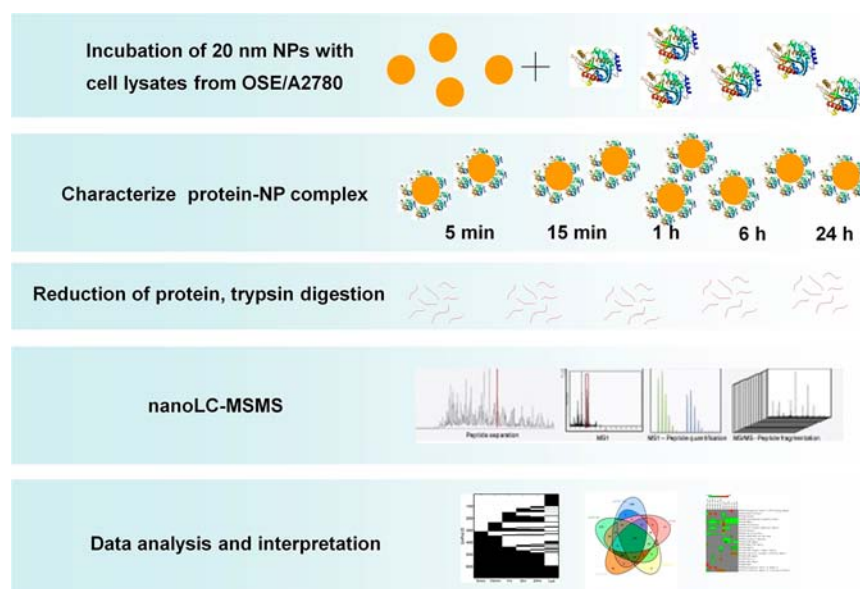 Incubation of 20 nm NPs with
cell lysates from OSE/A2780
Characterize protein-NP complex
5 min 15 min 1 h 6 h 24 h
Reduction of protein, trypsin digestion
nanoLC-MSMS
Peptide separation
MS1
MS1 - Peptide quantification
MS/MS - Peptide fragmentation
Data analysis and interpretation